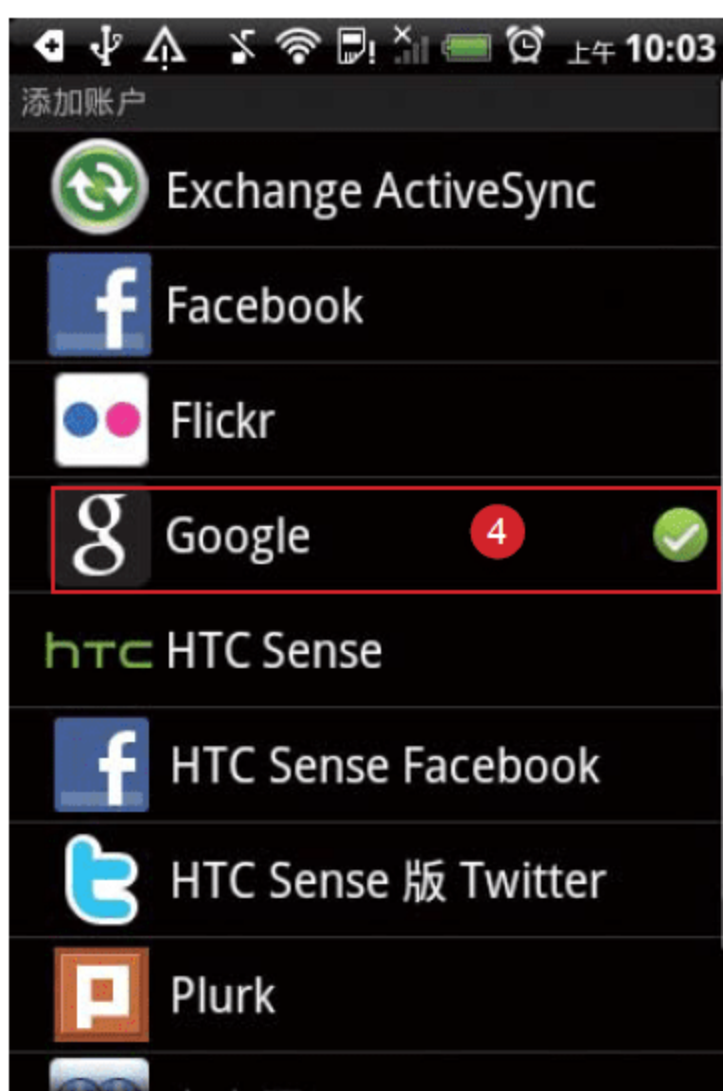 上午 10:03
添加账户
Exchange ActiveSync
Facebook
Flickr
Google 4
hTC HTC Sense
HTC Sense Facebook
HTC Sense 版 Twitter
Plurk